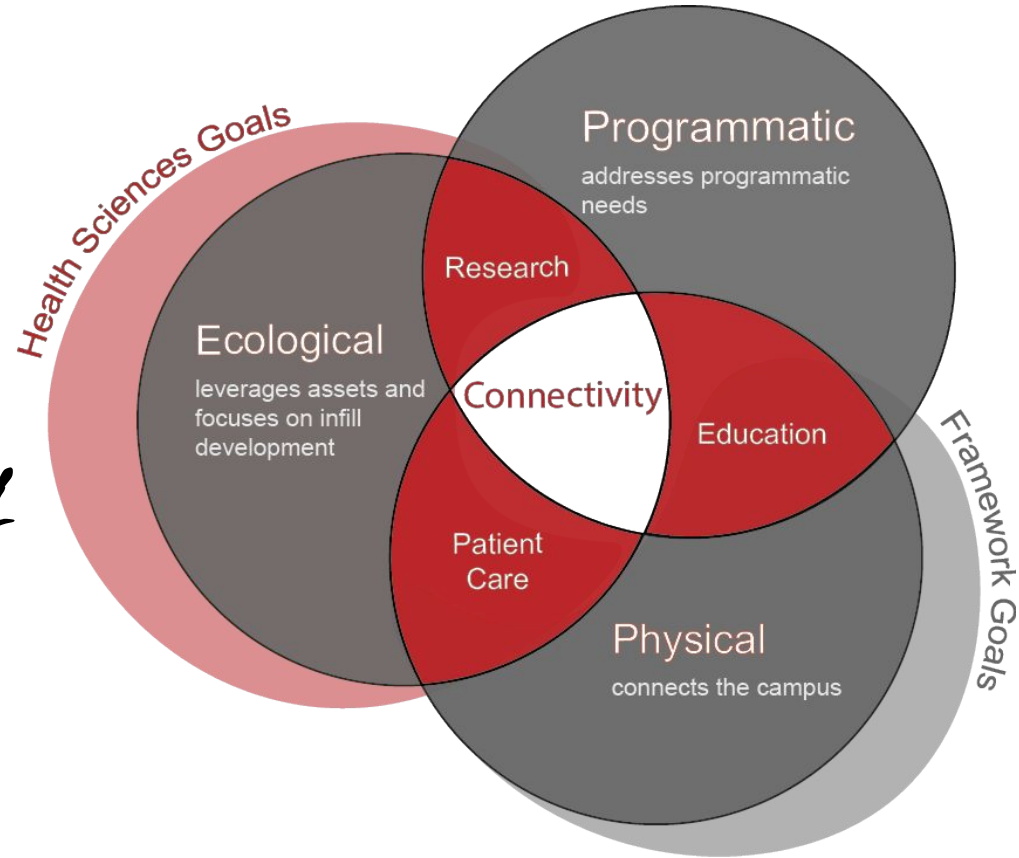 Health Sciences Goals
Programmatic
addresses programmatic
needs
Research
Ecological
leverages assets and
focuses on infill
development
Connectivity
Education
Framework Goals
Patient
Care
Physical
connects the campus